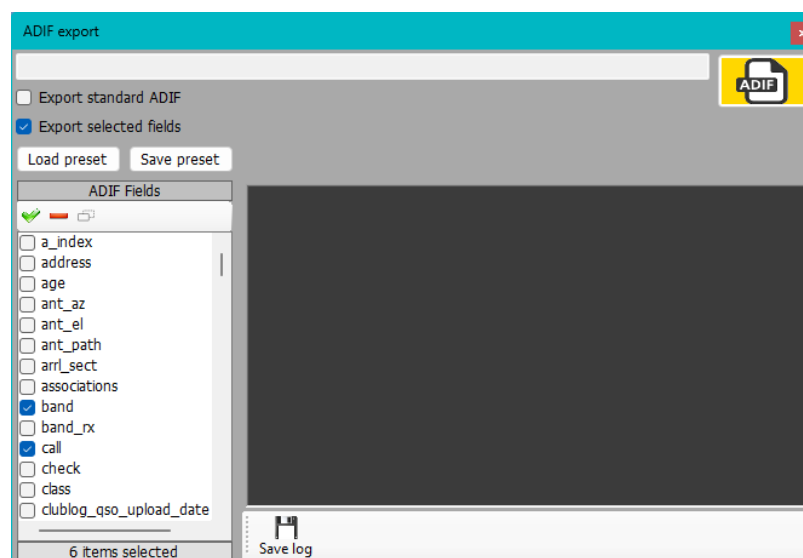 ADIF export
ADIF
Export standard ADIF
Export selected fields
Load preset Save preset
ADIF Fields
a_index
address
age
ant_az
ant_el
ant_path
arrl_sect
associations
band
band_rx
call
check
class
clublog_qso_upload_date
6 items selected
Save log